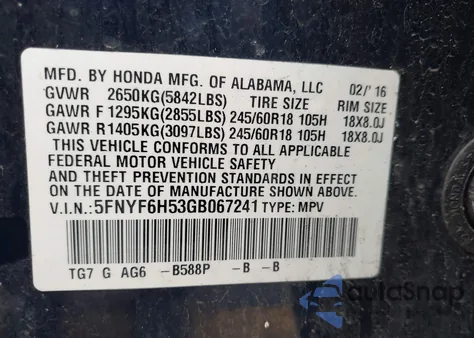 MFD. BY HONDA MFG. OF ALABAMA, LLC 02/'16
GVWR 2650KG(5842LBS) TIRE SIZE RIM SIZE
GAWR F 1295KG(2855LBS) 245/60R18 105H 18X8.0J
GAWR R 1405KG(3097LBS) 245/60R18 105H 18X8.0J
THIS VEHICLE CONFORMS TO ALL APPLICABLE
FEDERAL MOTOR VEHICLE SAFETY
AND THEFT PREVENTION STANDARDS IN EFFECT
ON THE DATE OF MANUFACTURE SHOWN ABOVE.
V.I.N.: 5FNYF6H53GB067241 TYPE: MPV
TG7 G AG6 -B588P -B -B
AutoSnap